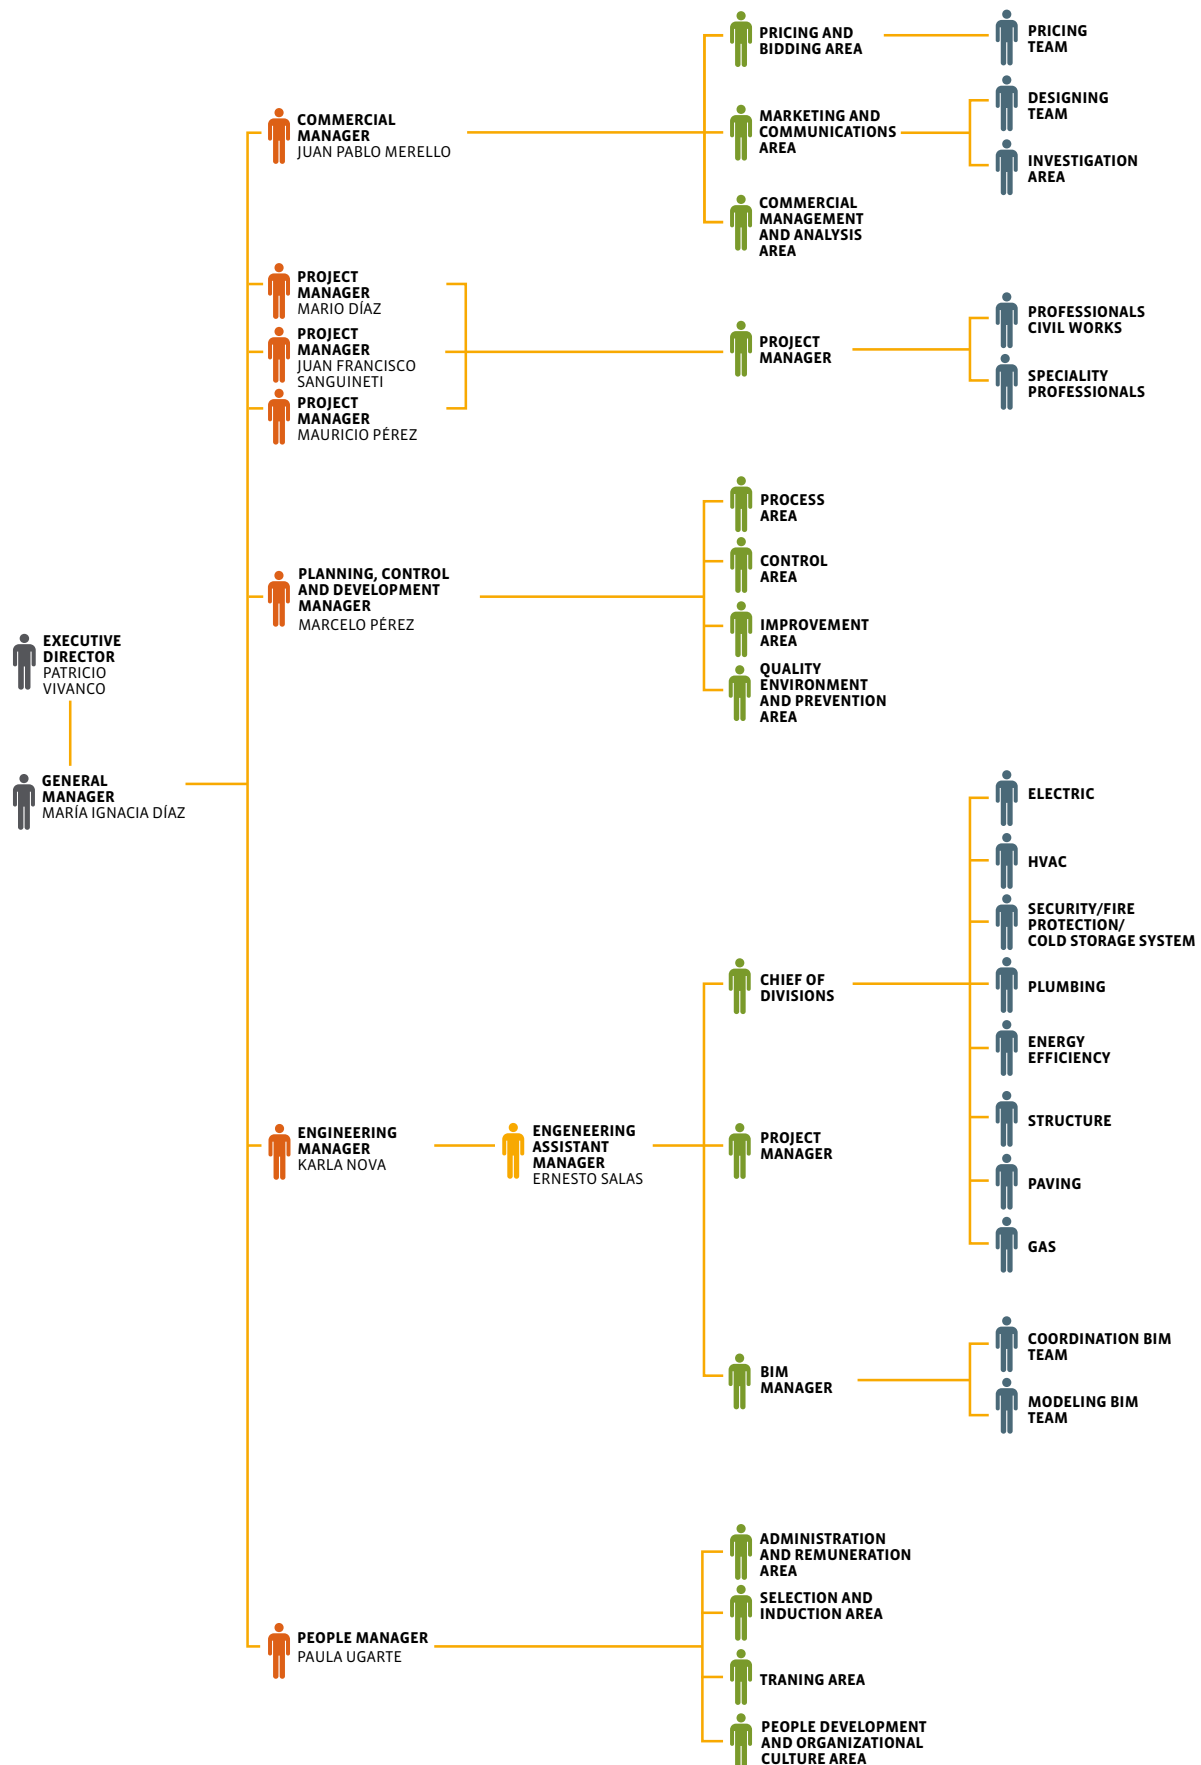 EXECUTIVE
DIRECTOR
PATRICIO
VIVANCO
GENERAL
MANAGER
MARÍA IGNACIA DÍAZ
COMMERCIAL
MANAGER
JUAN PABLO MERELLO
PRICING AND
BIDDING AREA
PRICING
TEAM
MARKETING AND
COMMUNICATIONS
AREA
DESIGNING
TEAM
INVESTIGATION
AREA
COMMERCIAL
MANAGEMENT
AND ANALYSIS
AREA
PROJECT
MANAGER
MARIO DÍAZ
PROJECT
MANAGER
JUAN FRANCISCO
SANGUINETI
PROJECT
MANAGER
MAURICIO PÉREZ
PROJECT
MANAGER
PROFESSIONALS
CIVIL WORKS
SPECIALITY
PROFESSIONALS
PLANNING, CONTROL
AND DEVELOPMENT
MANAGER
MARCELO PÉREZ
PROCESS
AREA
CONTROL
AREA
IMPROVEMENT
AREA
QUALITY
ENVIRONMENT
AND PREVENTION
AREA
ENGINEERING
MANAGER
KARLA NOVA
ENGENEERING
ASSISTANT
MANAGER
ERNESTO SALAS
CHIEF OF
DIVISIONS
ELECTRIC
HVAC
SECURITY/FIRE
PROTECTION/
COLD STORAGE SYSTEM
PLUMBING
ENERGY
EFFICIENCY
STRUCTURE
PAVING
GAS
PROJECT
MANAGER
BIM
MANAGER
COORDINATION BIM
TEAM
MODELING BIM
TEAM
PEOPLE MANAGER
PAULA UGARTE
ADMINISTRATION
AND REMUNERATION
AREA
SELECTION AND
INDUCTION AREA
TRANING AREA
PEOPLE DEVELOPMENT
AND ORGANIZATIONAL
CULTURE AREA